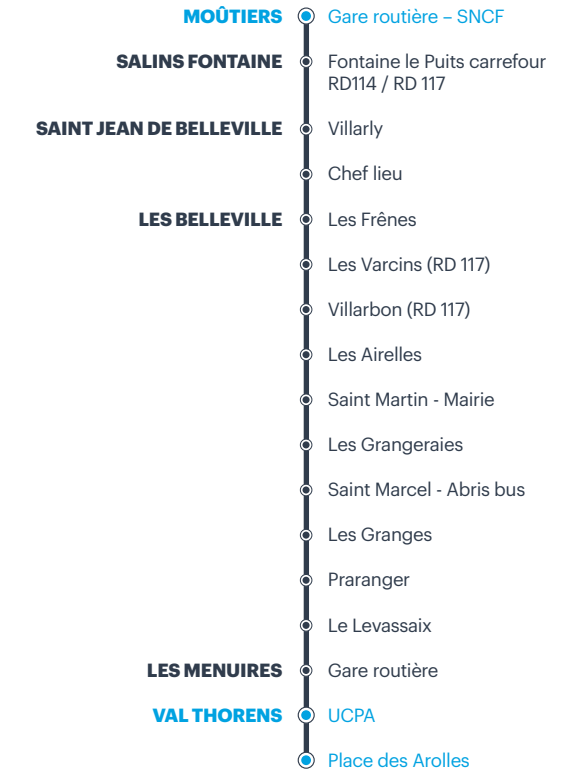 MOÛTIERS Gare routière – SNCF
SALINS FONTAINE Fontaine le Puits carrefour
RD114 / RD 117
SAINT JEAN DE BELLEVILLE Villarly
Chef lieu
LES BELLEVILLE Les Frênes
Les Varcins (RD 117)
Villarbon (RD 117)
Les Airelles
Saint Martin - Mairie
Les Grangeraies
Saint Marcel - Abris bus
Les Granges
Praranger
Le Levassaix
LES MENUIRES Gare routière
VAL THORENS UCPA
Place des Arolles